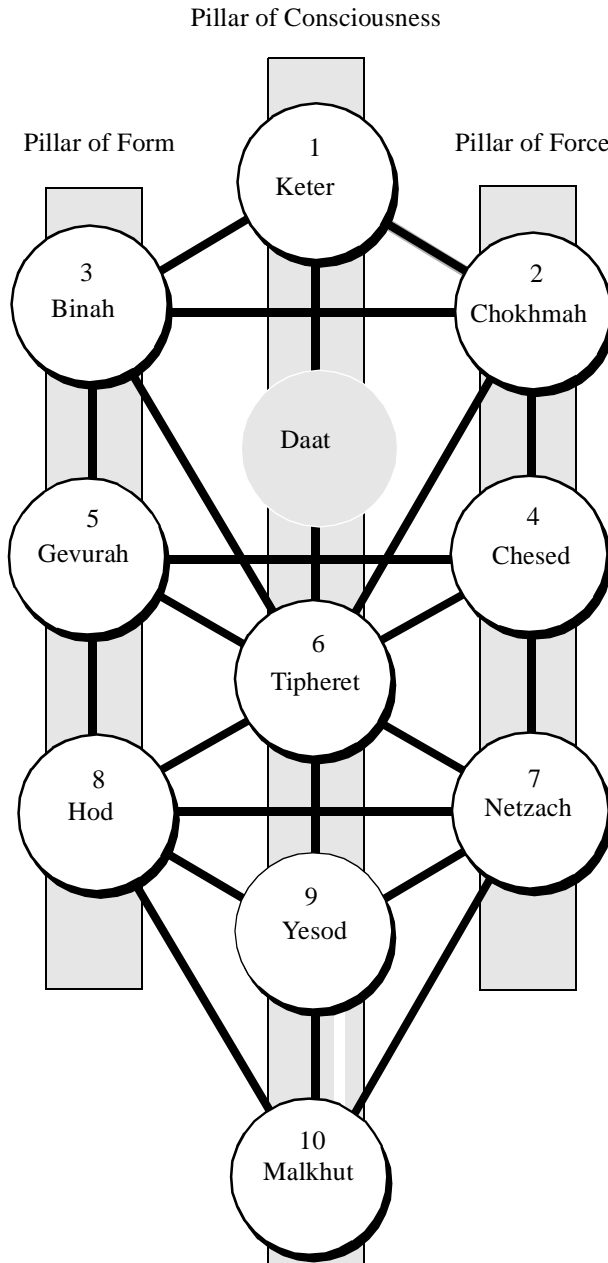 Pillar of Consciousness
Pillar of Form
Pillar of Force
1
Keter
3
Binah
2
Chokhmah
Daat
5
Gevurah
4
Chesed
6
Tipheret
8
Hod
7
Netzach
9
Yesod
10
Malkhut